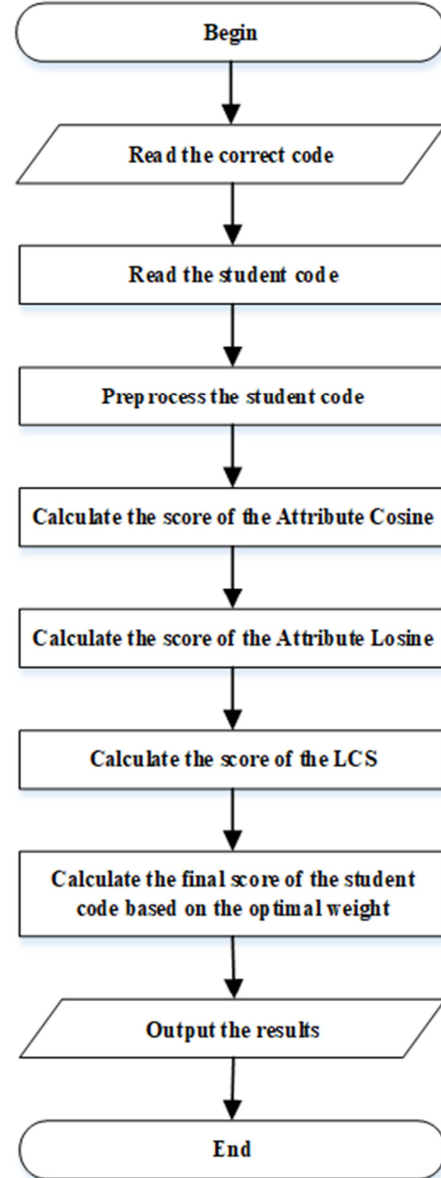 Begin
Read the correct code
Read the student code
Preprocess the student code
Calculate the score of the Attribute Cosine
Calculate the score of the Attribute Losine
Calculate the score of the LCS
Calculate the final score of the student
code based on the optimal weight
Output the results
End